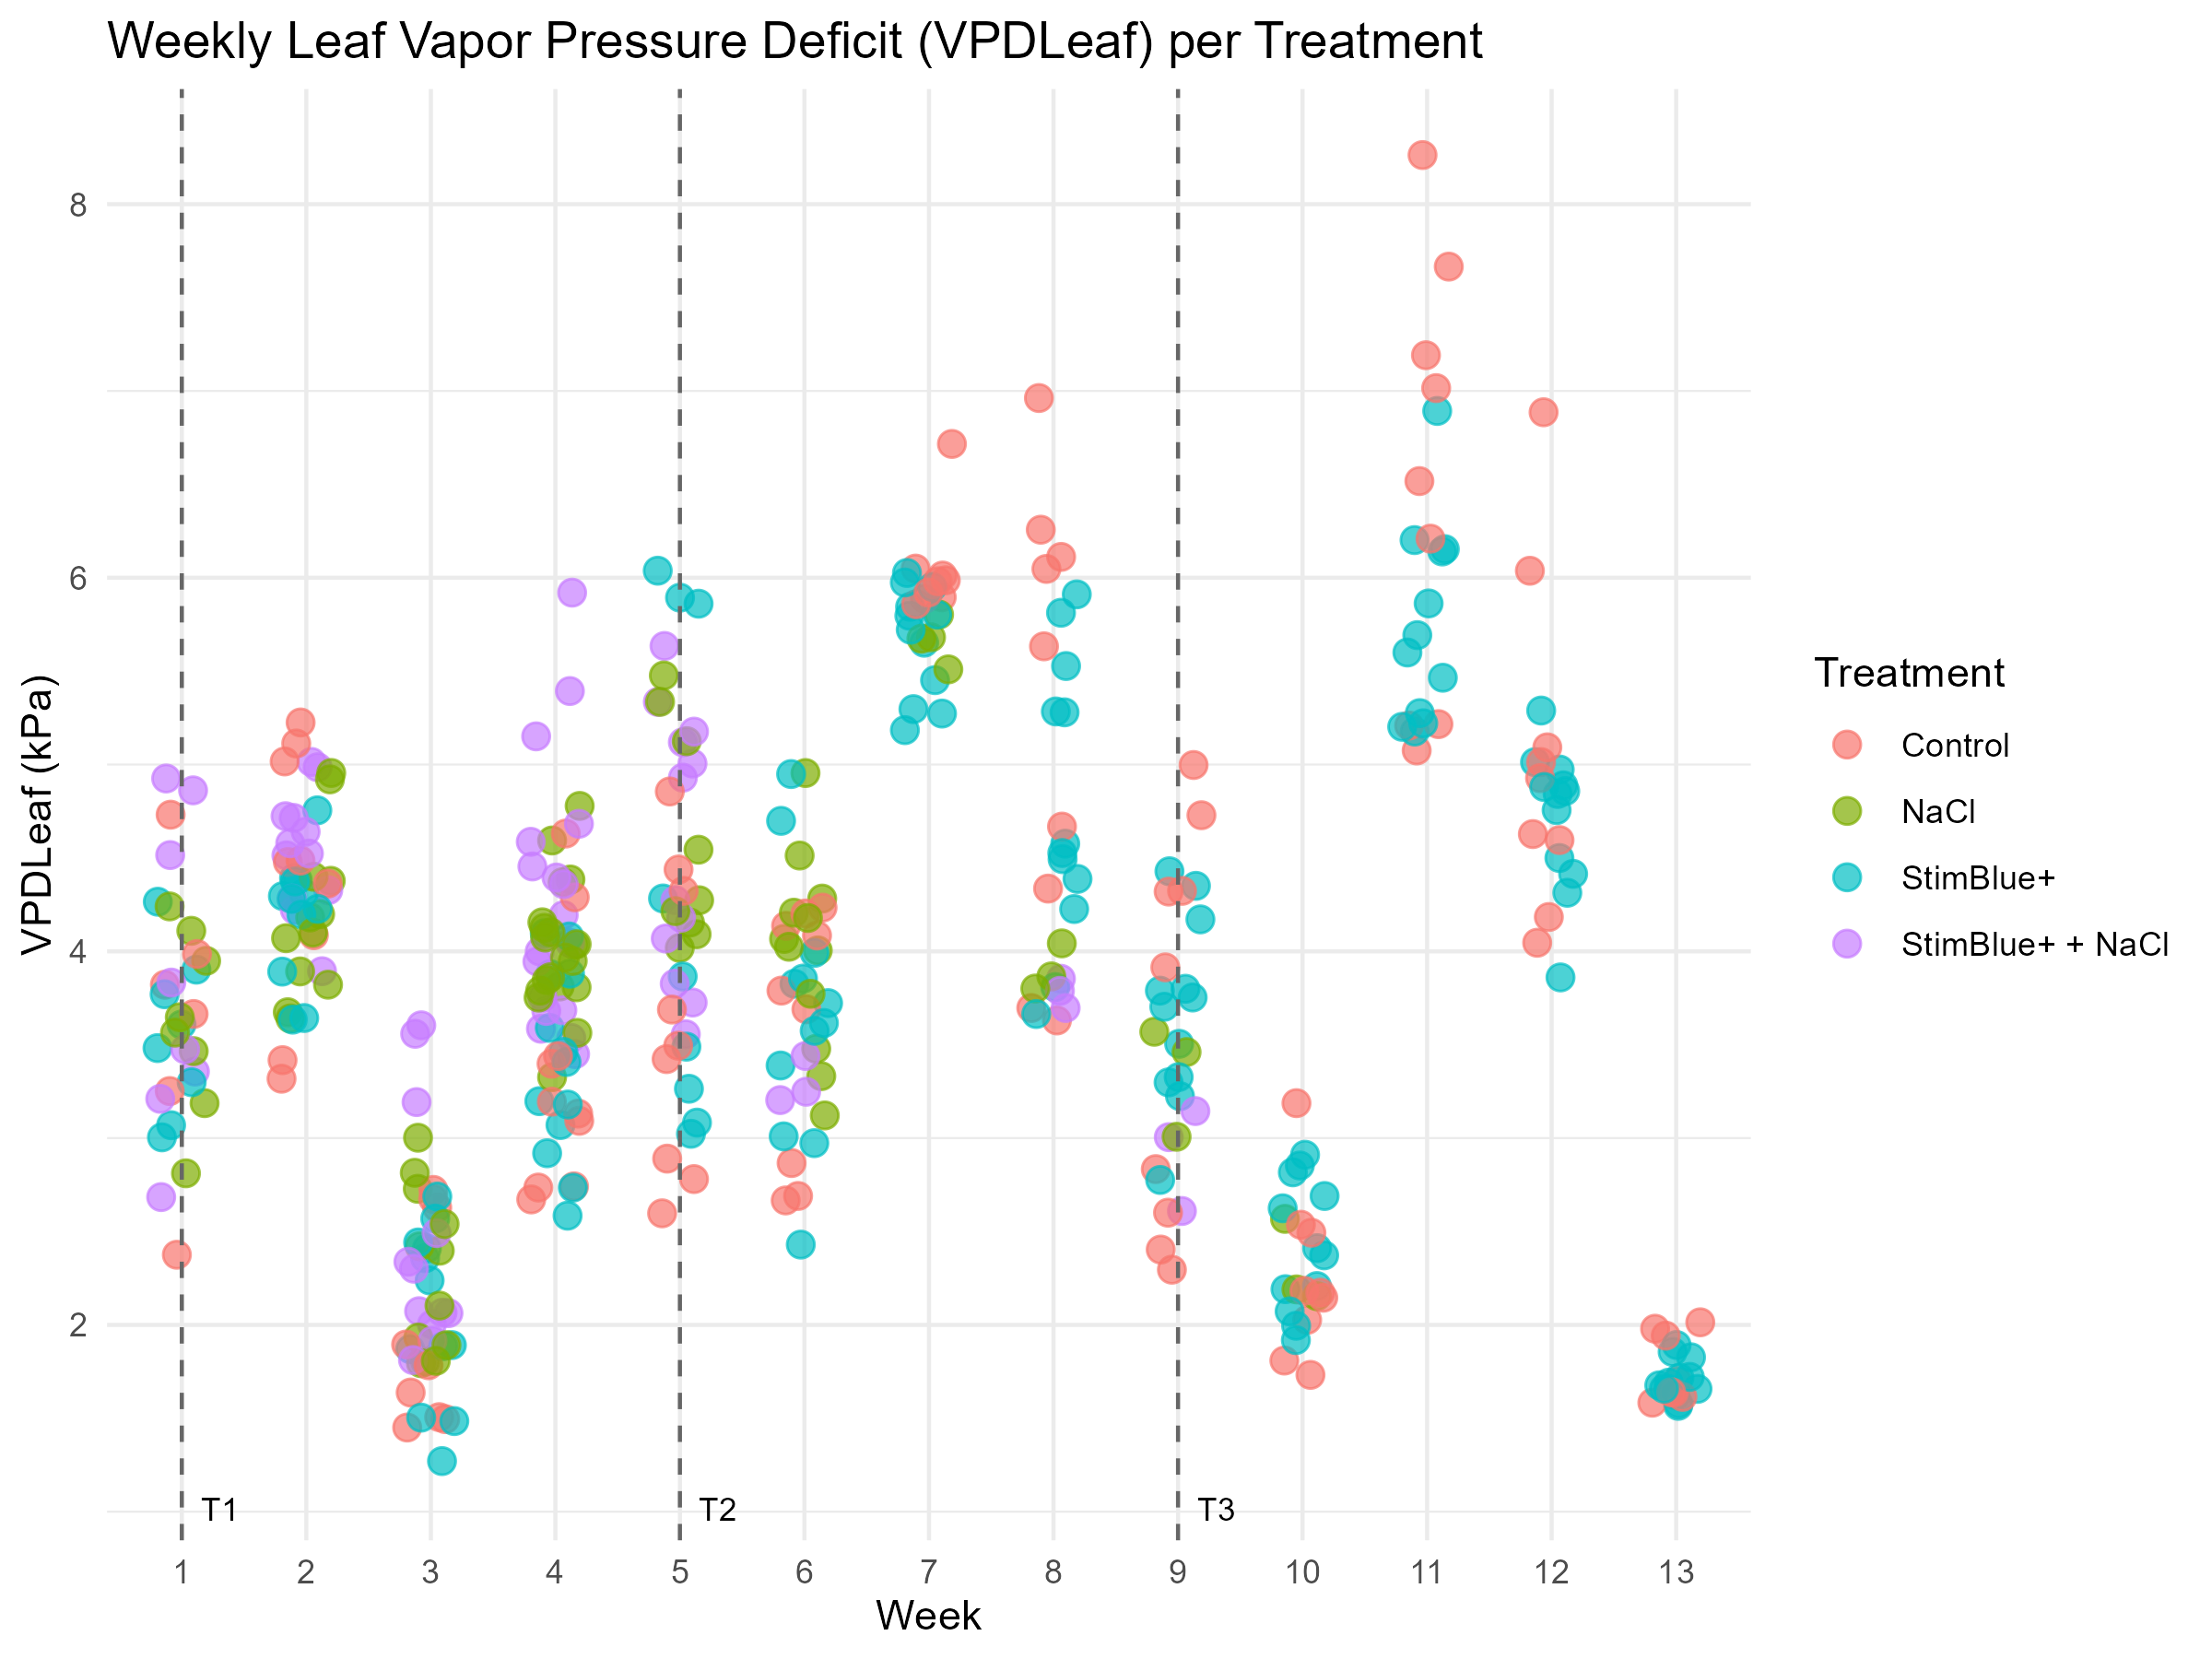 Weekly Leaf Vapor Pressure Deficit (VPDLeaf) per Treatment
VPDLeaf (kPa)
8
6
4
2
T1
T2
T3
1 2 3 4 5 6 7 8 9 10 11 12 13
Week
Treatment
Control
NaCl
StimBlue+
StimBlue+ + NaCl